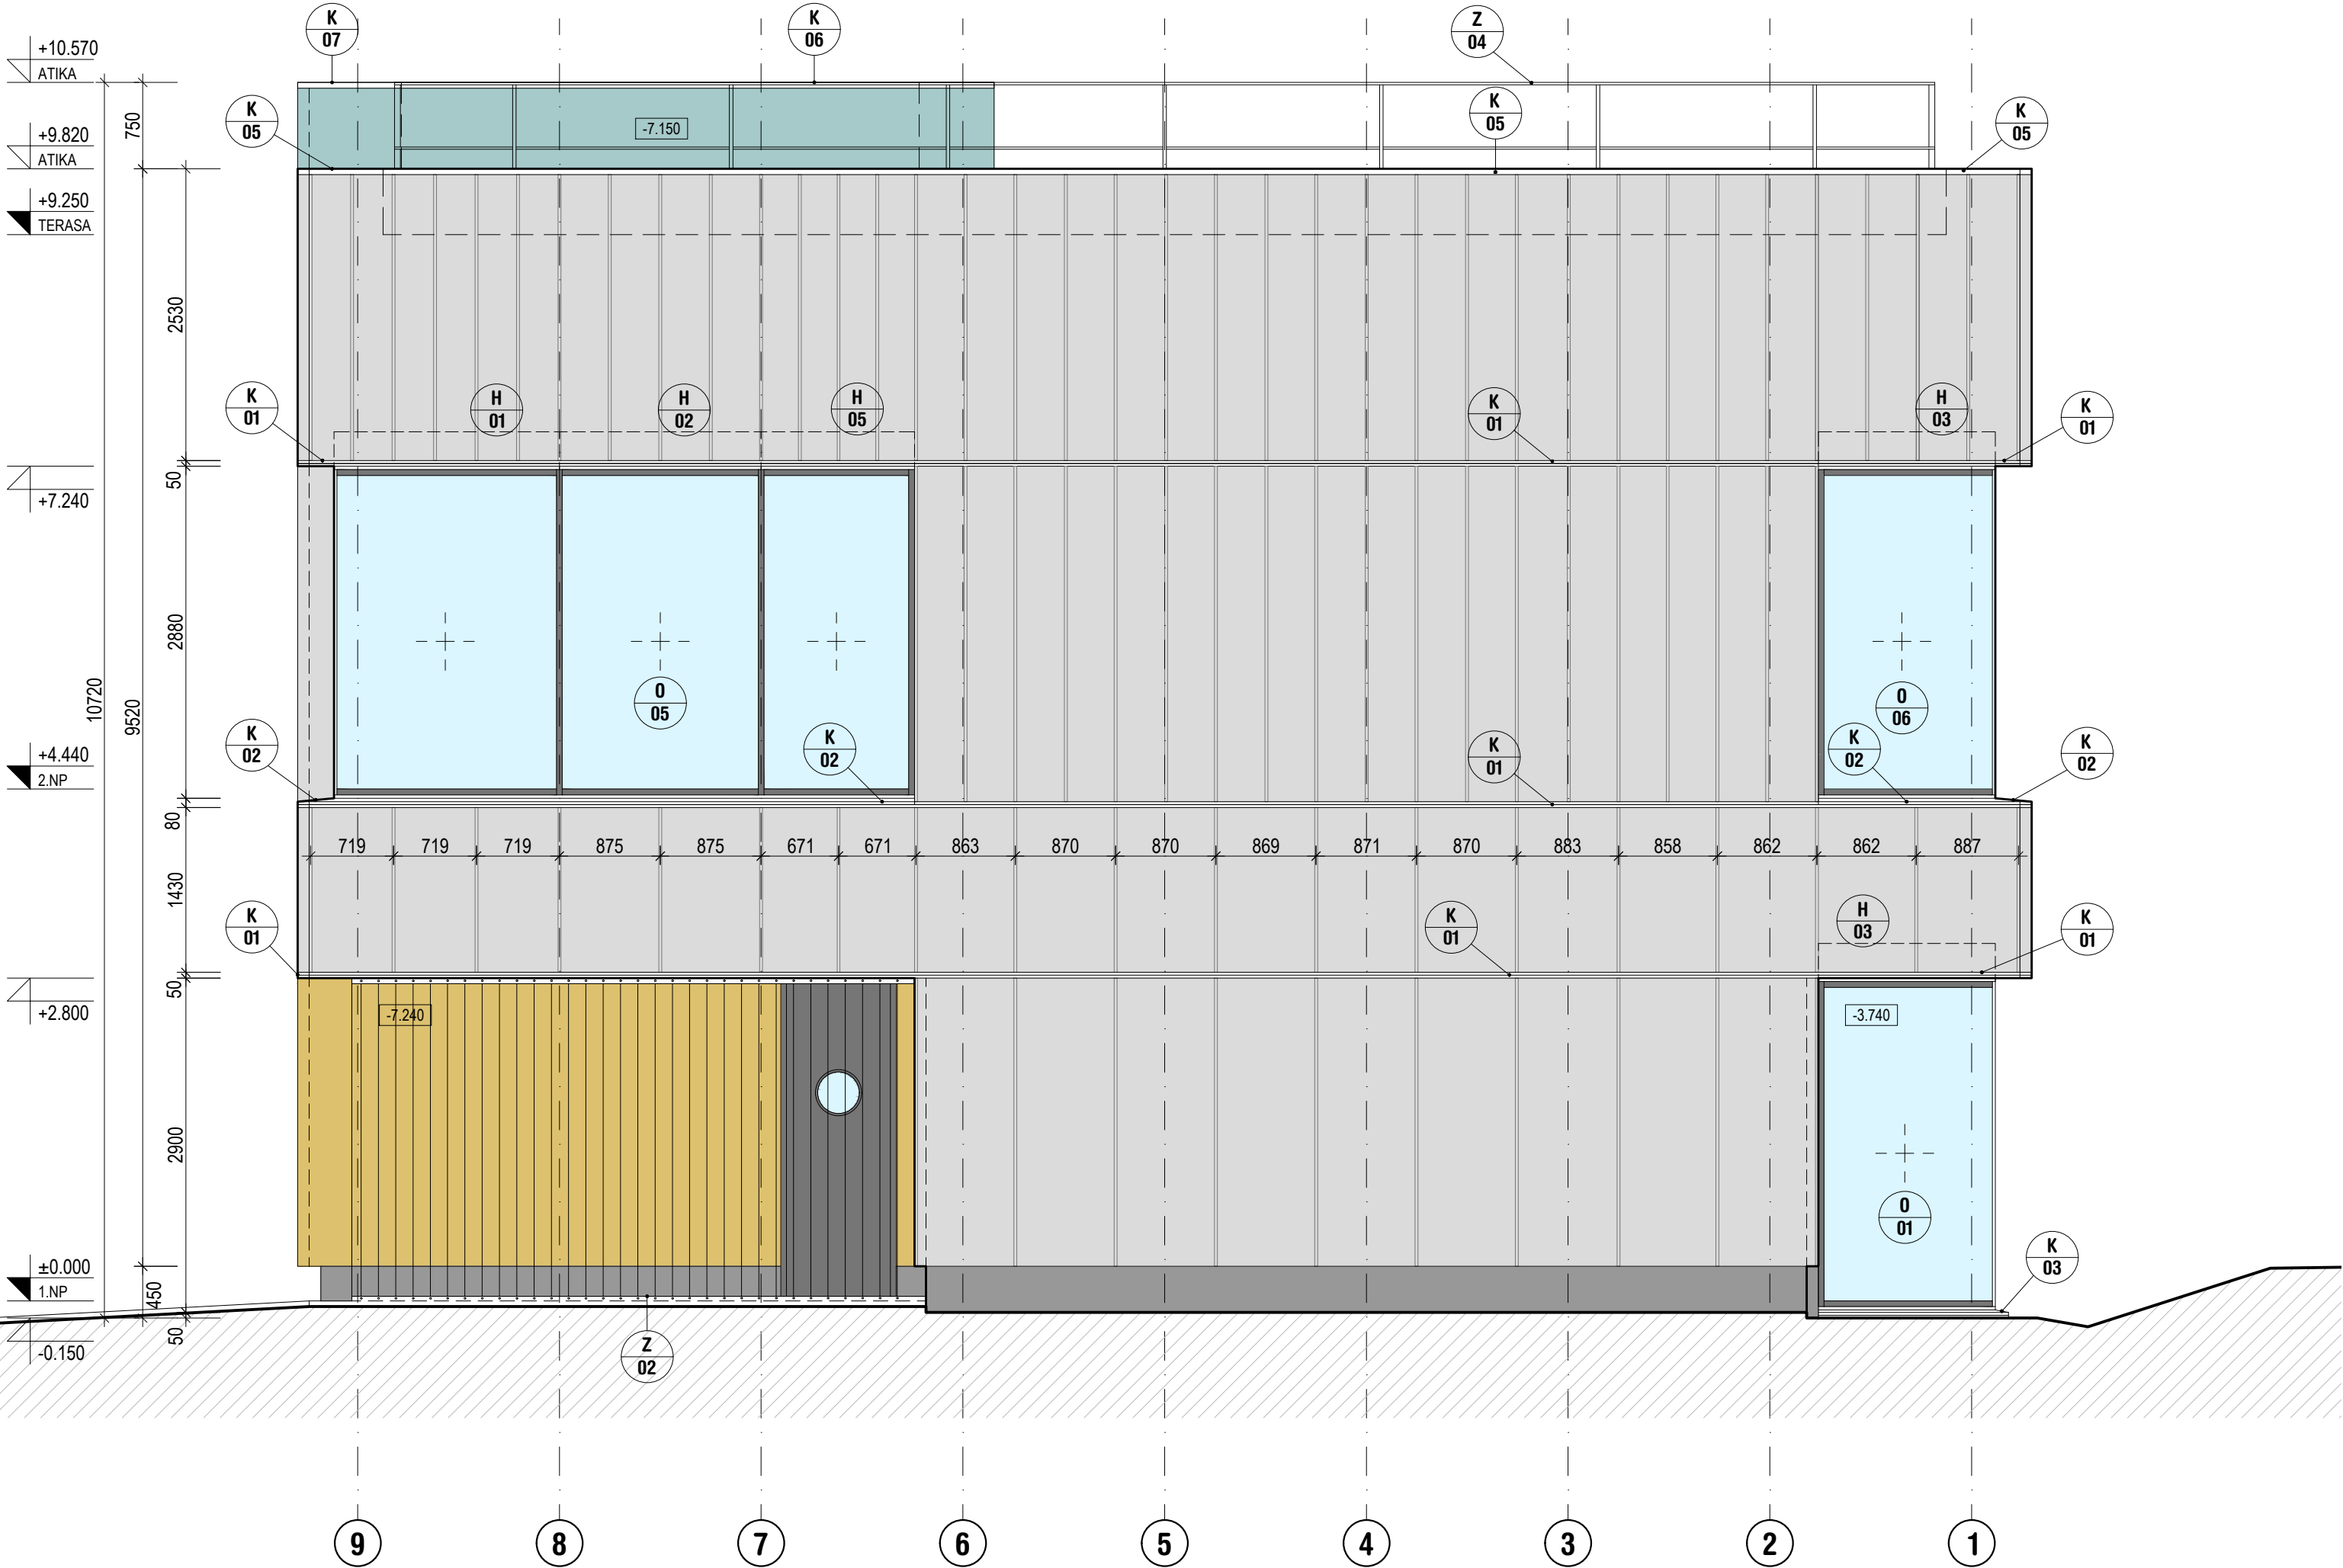 K
07
K
06
Z
04
+10.570
ATIKA
K
05
-7.150
K
05
K
05
750
+9.820
ATIKA
+9.250
TERASA
2530
K
01
H
01
H
02
H
05
K
01
H
03
K
01
50
+7.240
2880
10720
9520
O
05
O
06
K
02
K
02
K
01
K
02
K
02
+4.440
2.NP
80
719 719 719 875 875 671 671 863 870 870 869 871 870 883 858 862 862 887
1430
K
01
K
01
H
03
K
01
50
+2.800
-7.240
-3.740
2900
O
01
K
03
±0.000
1.NP
450
50
-0.150
Z
02
9 8 7 6 5 4 3 2 1